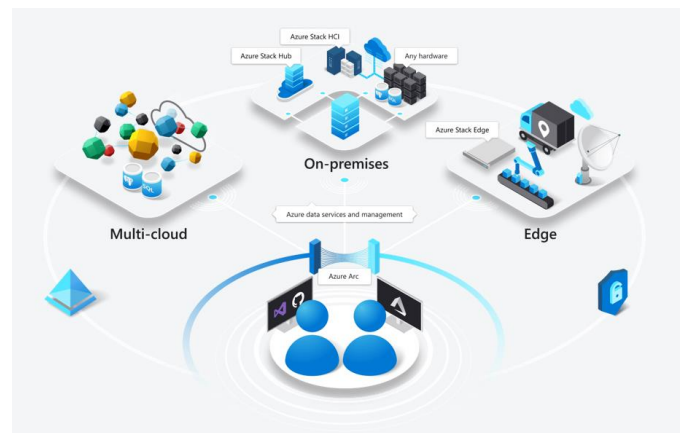 Azure Stack HCI
Azure Stack Hub
Any hardware
Azure Stack Edge
On-premises
Multi-cloud
Edge
SQL
Azure data services and management
Azure Arc